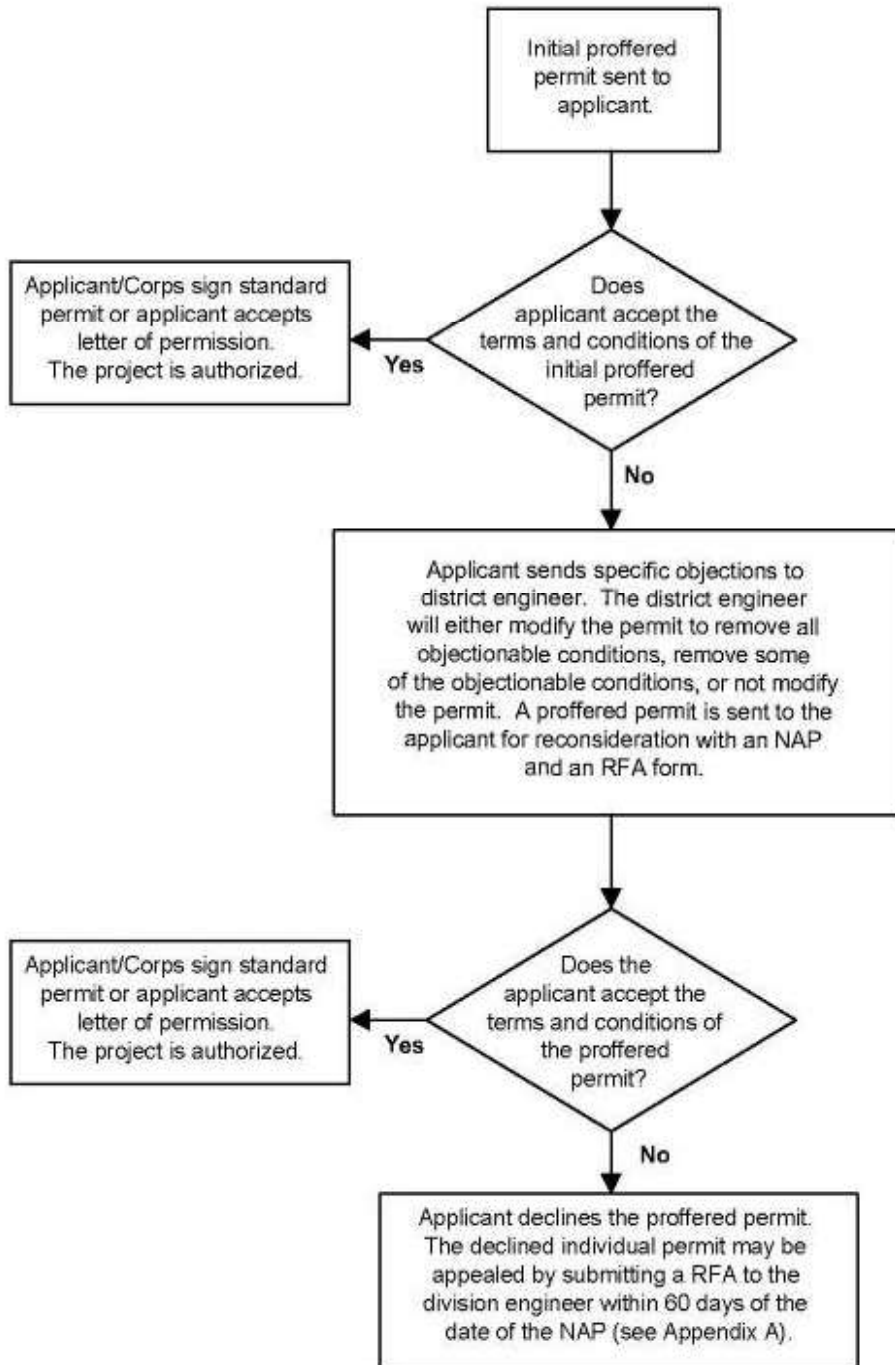 Initial proffered
permit sent to
applicant.
Does
applicant accept the
terms and conditions of the
initial proffered
permit?
Yes
Applicant/Corps sign standard
permit or applicant accepts
letter of permission.
The project is authorized.
No
Applicant sends specific objections to
district engineer. The district engineer
will either modify the permit to remove all
objectionable conditions, remove some
of the objectionable conditions, or not modify
the permit. A proffered permit is sent to the
applicant for reconsideration with an NAP
and an RFA form.
Does the
applicant accept the
terms and conditions of
the proffered
permit?
Yes
Applicant/Corps sign standard
permit or applicant accepts
letter of permission.
The project is authorized.
No
Applicant declines the proffered permit.
The declined individual permit may be
appealed by submitting a RFA to the
division engineer within 60 days of the
date of the NAP (see Appendix A).